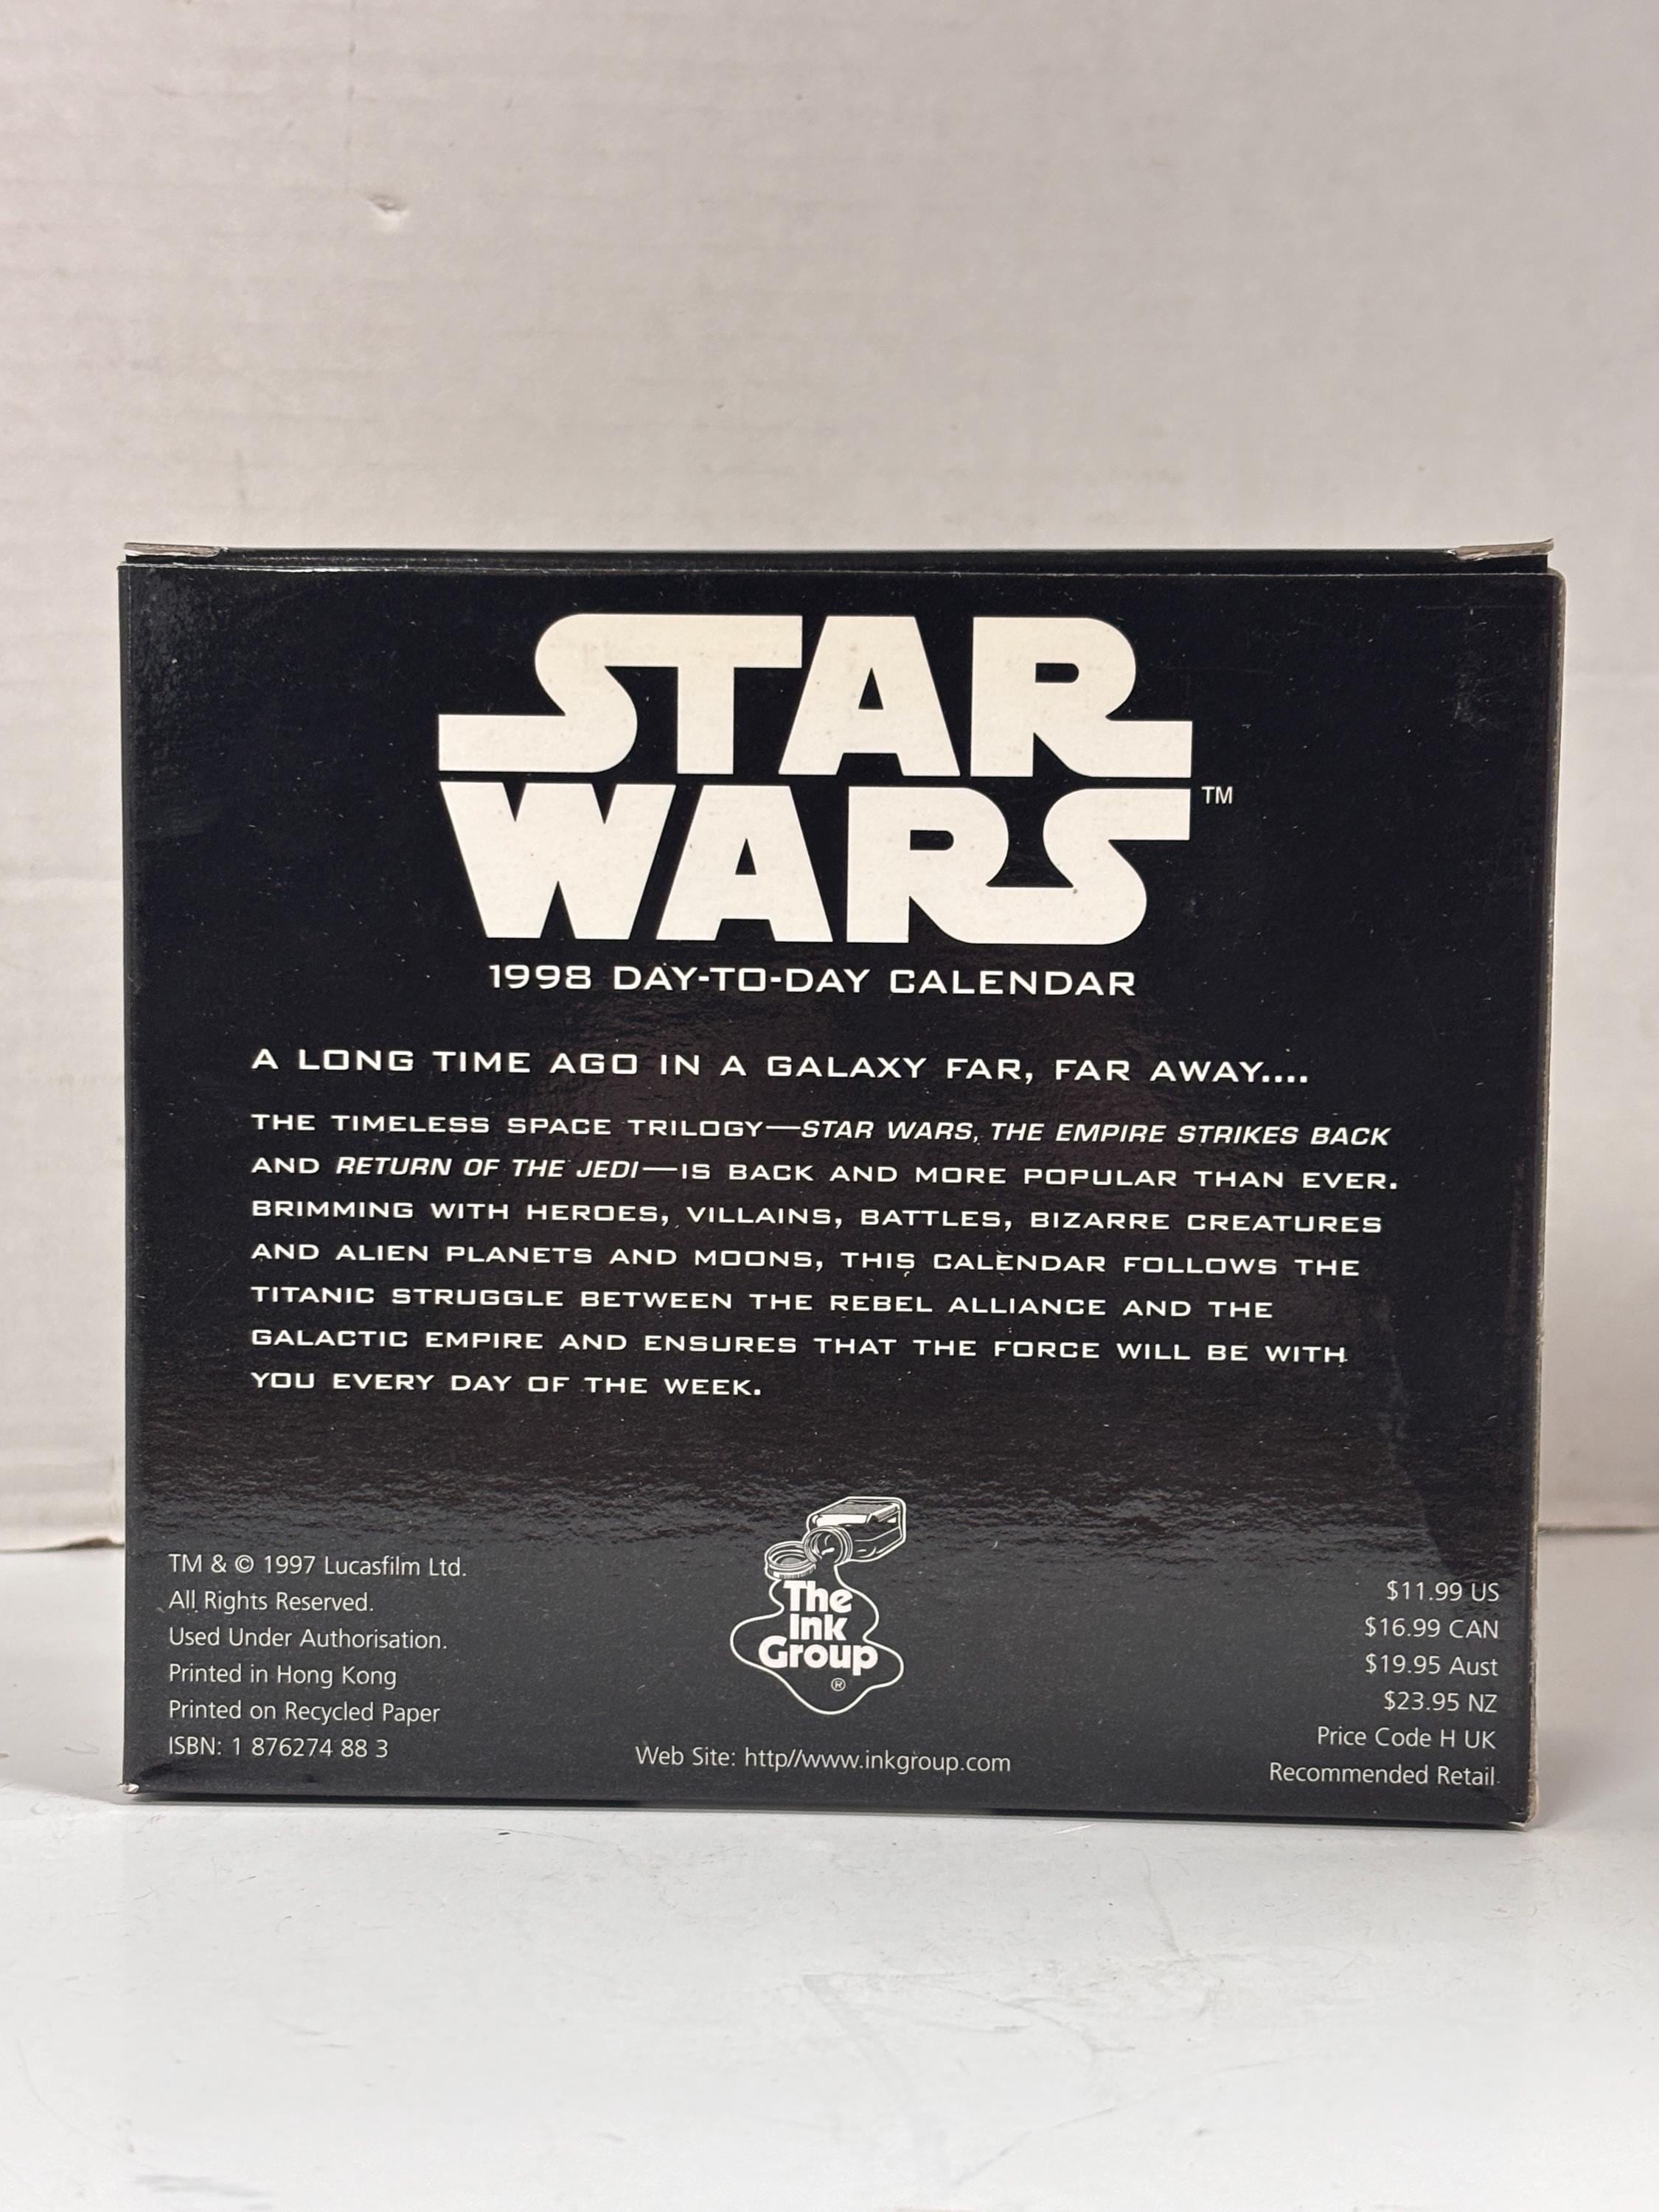 STAR
WARS™
1998 DAY-TO-DAY CALENDAR
A LONG TIME AGO IN A GALAXY FAR, FAR AWAY....
THE TIMELESS SPACE TRILOGY—STAR WARS, THE EMPIRE STRIKES BACK
AND RETURN OF THE JEDI—IS BACK AND MORE POPULAR THAN EVER.
BRIMMING WITH HEROES, VILLAINS, BATTLES, BIZARRE CREATURES
AND ALIEN PLANETS AND MOONS, THIS CALENDAR FOLLOWS THE
TITANIC STRUGGLE BETWEEN THE REBEL ALLIANCE AND THE
GALACTIC EMPIRE AND ENSURES THAT THE FORCE WILL BE WITH
YOU EVERY DAY OF THE WEEK.
TM & © 1997 Lucasfilm Ltd.
All Rights Reserved.
Used Under Authorisation.
Printed in Hong Kong
Printed on Recycled Paper
ISBN: 1 876274 88 3
The
Ink
Group
®
Web Site: http//www.inkgroup.com
$11.99 US
$16.99 CAN
$19.95 Aust
$23.95 NZ
Price Code H UK
Recommended Retail